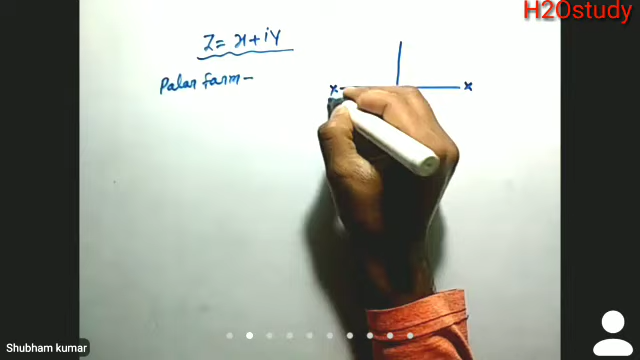 H2Ostudy
Z = x+iy
Polar form-
x
x
Shubham kumar